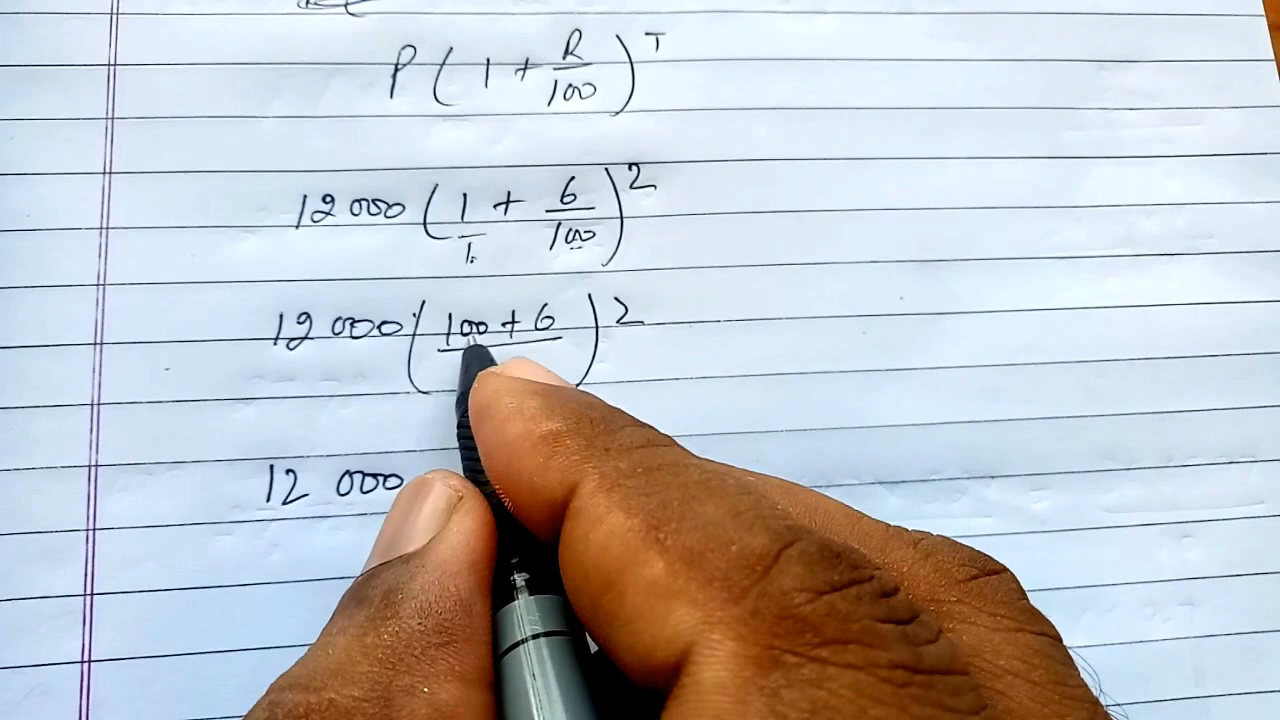 P ( 1 + R/100 )^T
12000 ( 1/1 + 6/100 )^2
12000 ( 100 + 6 )^2
12 000